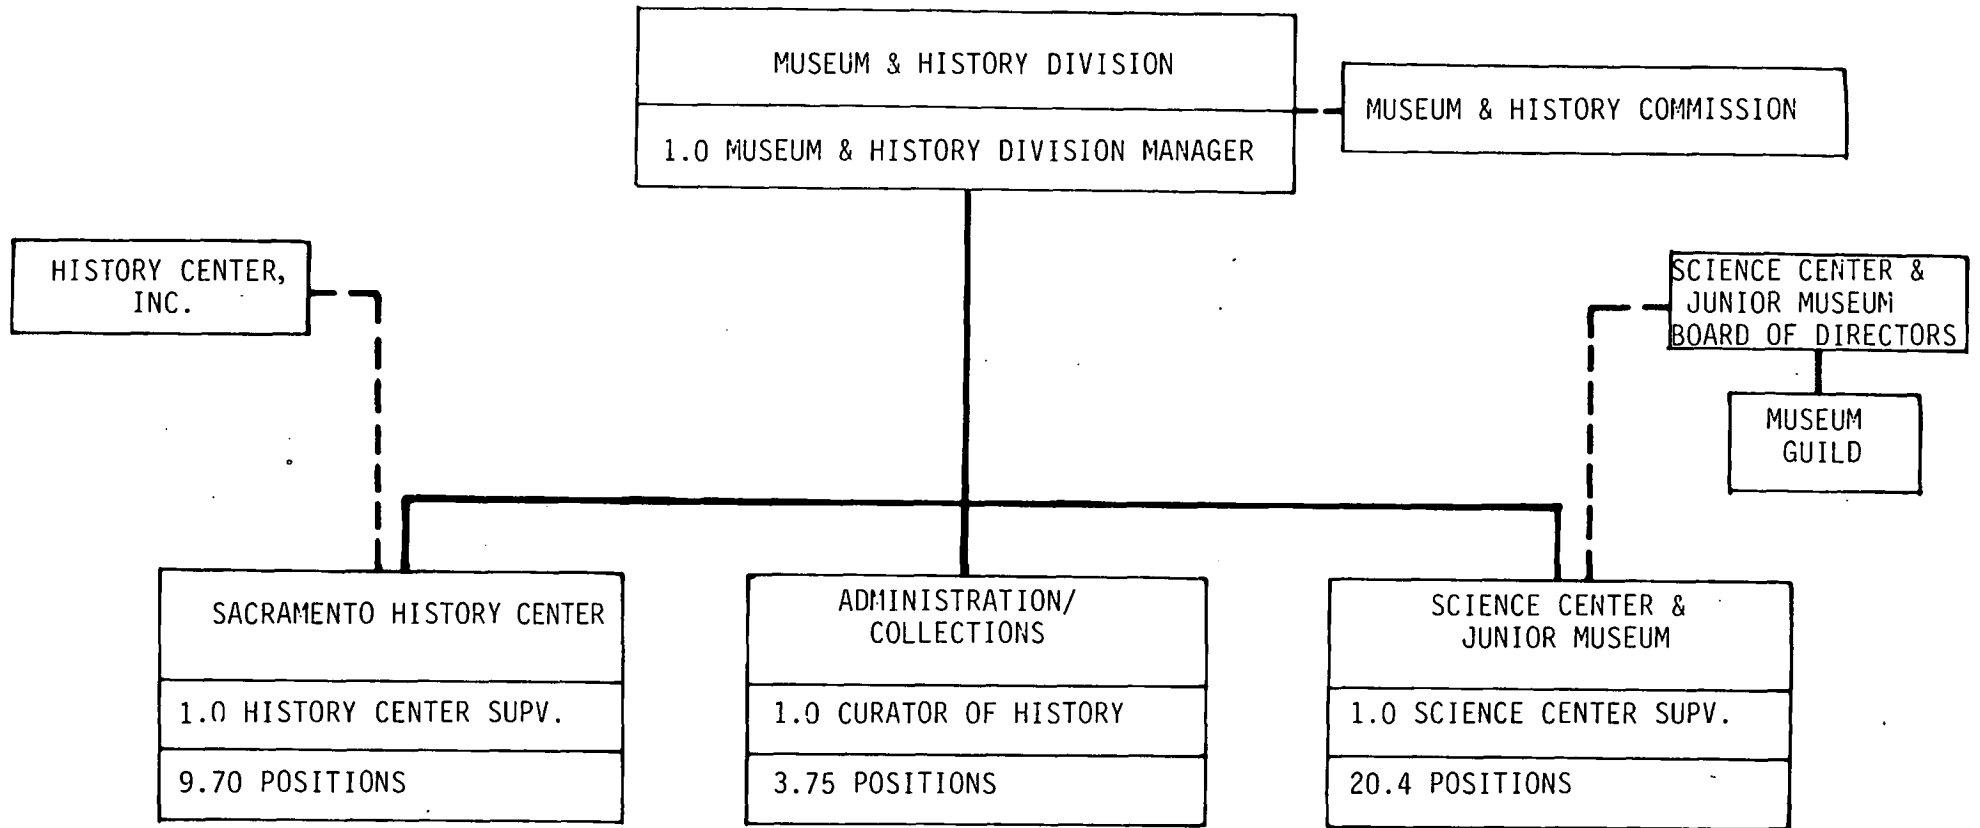 MUSEUM & HISTORY DIVISION
1.0 MUSEUM & HISTORY DIVISION MANAGER
MUSEUM & HISTORY COMMISSION
HISTORY CENTER,
INC.
SCIENCE CENTER &
JUNIOR MUSEUM
BOARD OF DIRECTORS
MUSEUM
GUILD
SACRAMENTO HISTORY CENTER
1.0 HISTORY CENTER SUPV.
9.70 POSITIONS
ADMINISTRATION/
COLLECTIONS
1.0 CURATOR OF HISTORY
3.75 POSITIONS
SCIENCE CENTER &
JUNIOR MUSEUM
1.0 SCIENCE CENTER SUPV.
20.4 POSITIONS